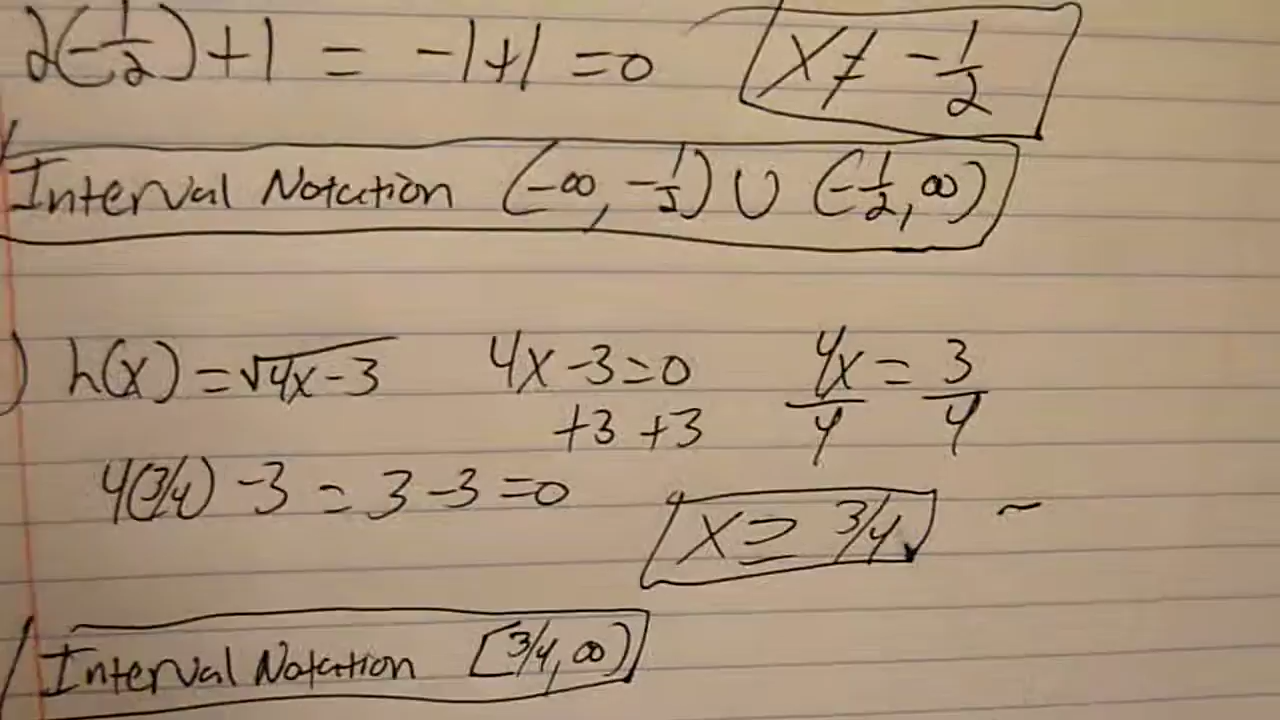 2(-1/2)+1 = -1+1 =0 x ≠ -1/2
Interval Notation (-∞, -1/2) ∪ (-1/2, ∞)
) h(x) = √4x-3 4x-3=0 4x/4 = 3/4
+3 +3
4(3/4) -3 = 3-3 =0 x ≥ 3/4 ~
Interval Notation [3/4, ∞)